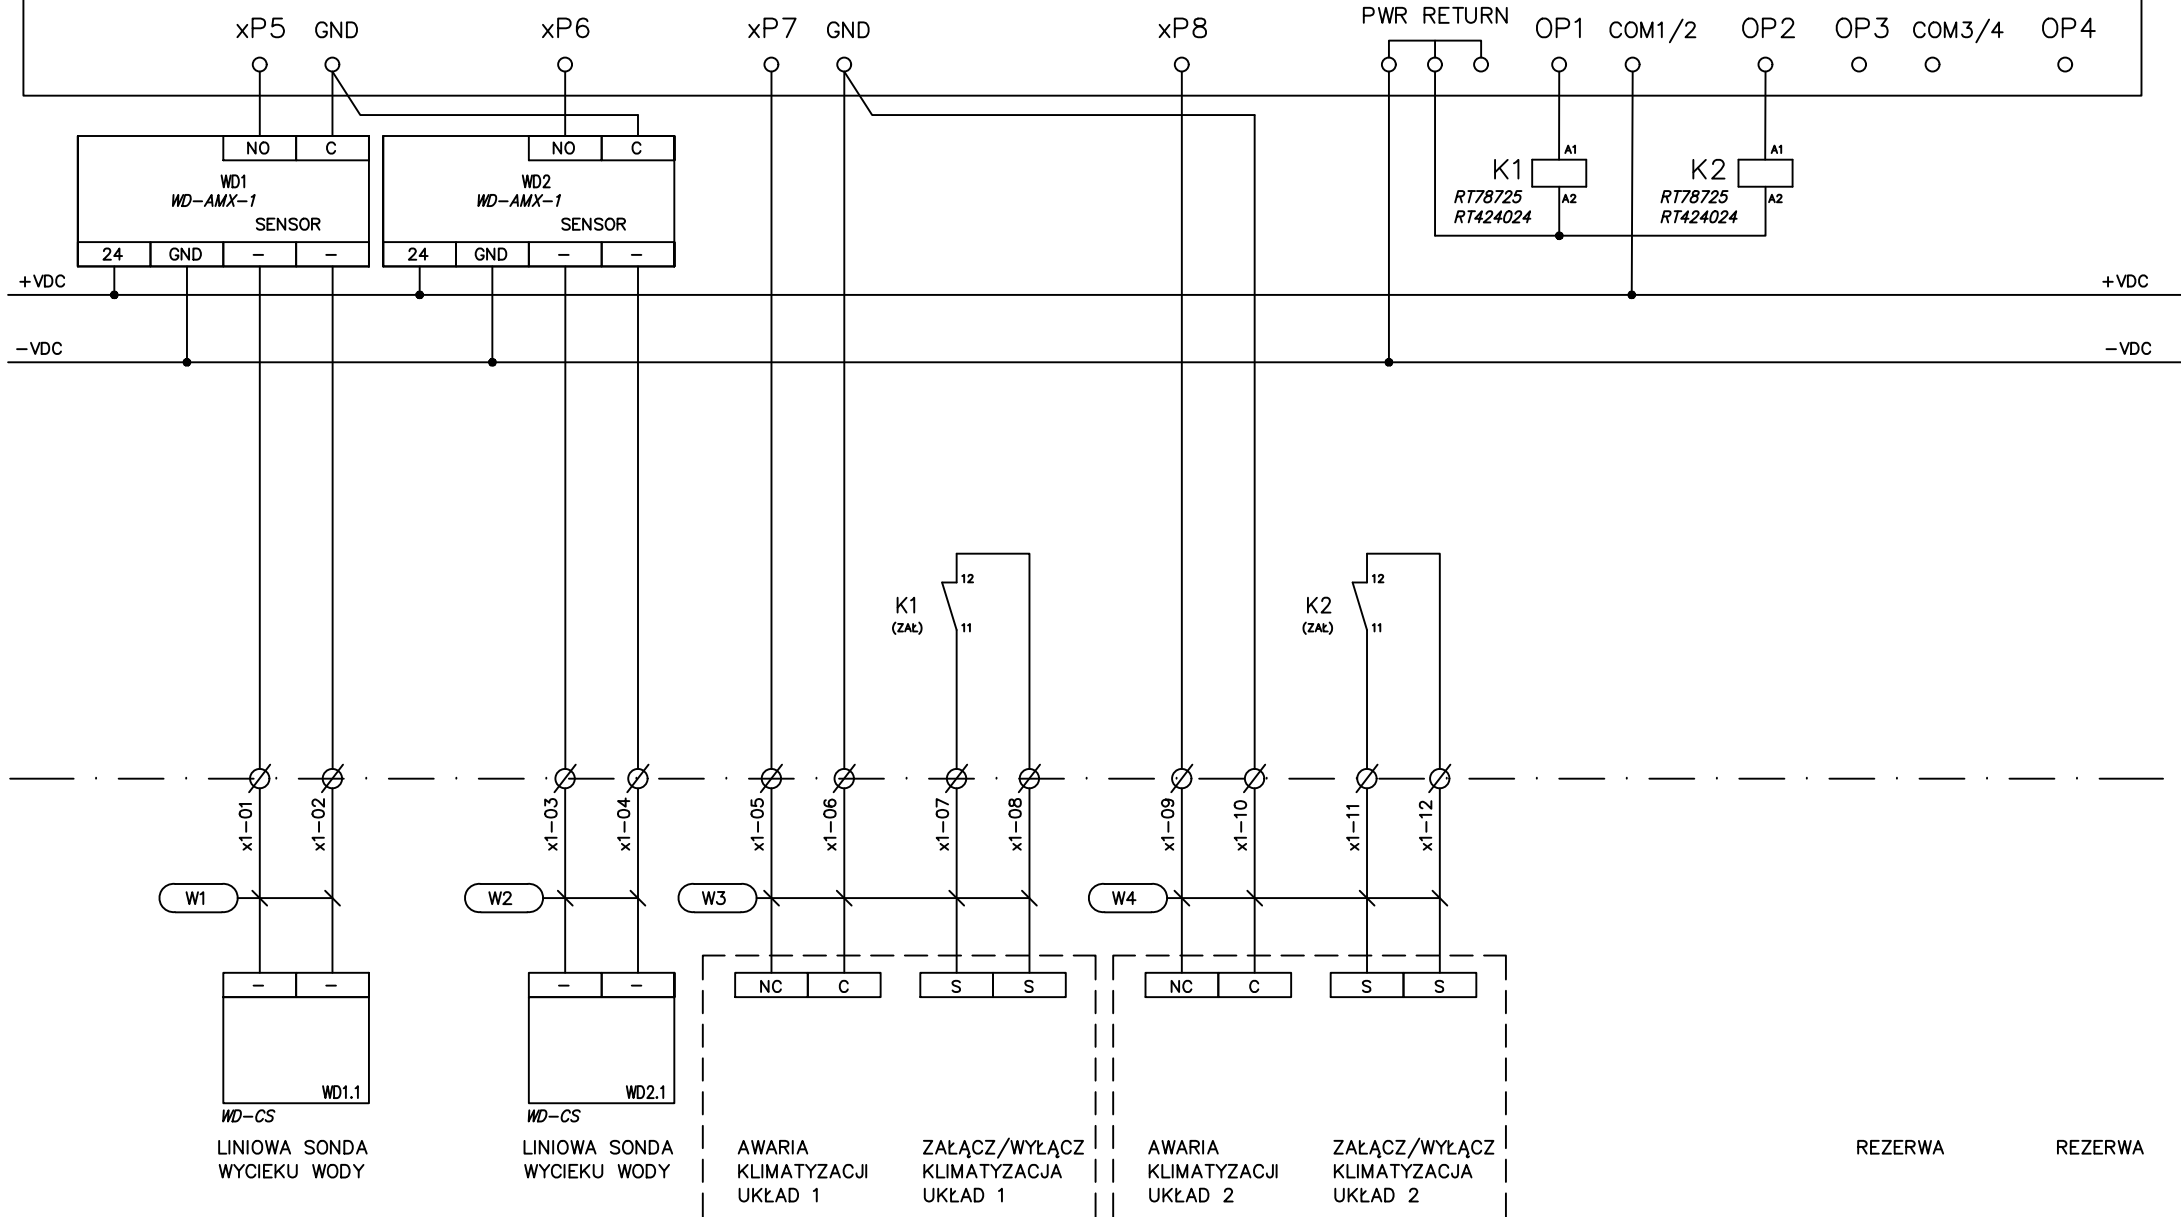 PWR RETURN
xP5 GND xP6 xP7 GND xP8 OP1 COM1/2 OP2 OP3 COM3/4 OP4
NO C NO C
A1 A1
WD1 WD2 K1 K2
WD-AMX-1 WD-AMX-1 RT78725 A2 RT78725 A2
SENSOR SENSOR RT424024 RT424024
24 GND - - 24 GND - -
+VDC +VDC
-VDC -VDC
12 12
K1 K2
(ZAŁ) 11 (ZAŁ) 11
x1-01 x1-02 x1-03 x1-04 x1-05 x1-06 x1-07 x1-08 x1-09 x1-10 x1-11 x1-12
W1 W2 W3 W4
- - - - NC C S S NC C S S
WD1.1 WD2.1
WD-CS WD-CS
LINIOWA SONDA
WYCIEKU WODY
LINIOWA SONDA
WYCIEKU WODY
AWARIA
KLIMATYZACJI
UKŁAD 1
ZAŁĄCZ/WYŁĄCZ
KLIMATYZACJA
UKŁAD 1
AWARIA
KLIMATYZACJI
UKŁAD 2
ZAŁĄCZ/WYŁĄCZ
KLIMATYZACJA
UKŁAD 2
REZERWA
REZERWA